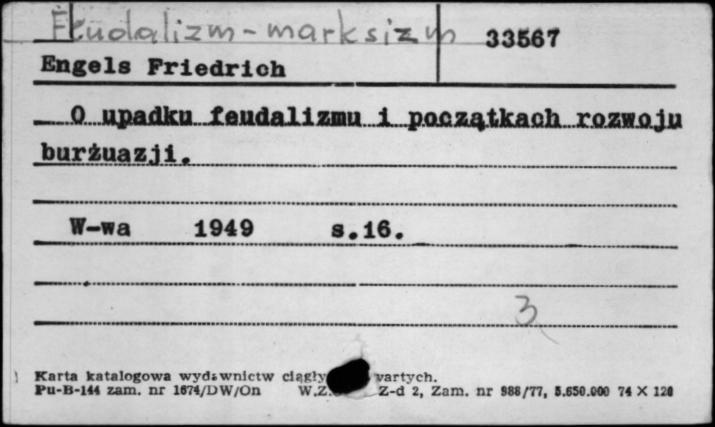 Feudalizm-marksizm
33567
Engels Friedrich
O upadku feudalizmu i początkach rozwoju
burżuazji.
W-wa 1949 s.16.
3
Karta katalogowa wydawnictw ciągły vartych.
Pu-B-144 zam. nr 1674/DW/On W.Z. Z-d 2, Zam. nr 988/77, 5.650.000 74 X 120